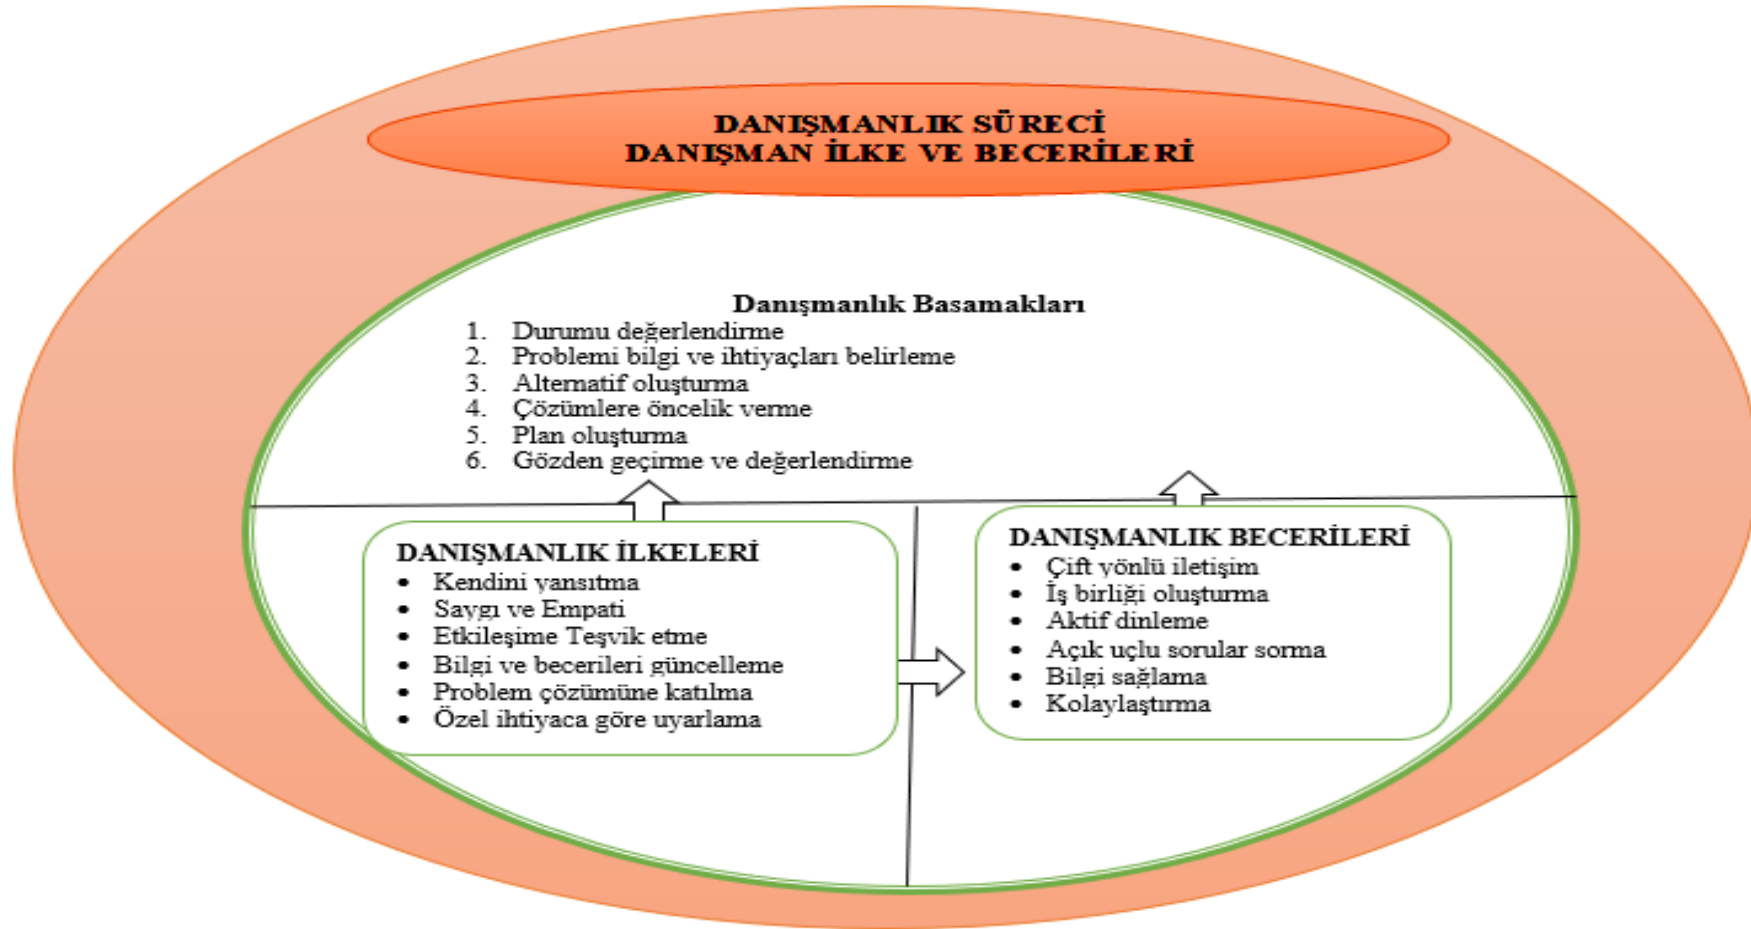 DANIŞMANLIK SÜRECİ
DANIŞMAN İLKE VE BECERİLERİ
Danışmanlık Basamakları
1. Durumu değerlendirme
2. Problemi bilgi ve ihtiyaçları belirleme
3. Alternatif oluşturma
4. Çözümlere öncelik verme
5. Plan oluşturma
6. Gözden geçirme ve değerlendirme
DANIŞMANLIK İLKELERİ
• Kendini yansıtma
• Saygı ve Empati
• Etkileşime Teşvik etme
• Bilgi ve becerileri güncelleme
• Problem çözümüne katılma
• Özel ihtiyaca göre uyarlama
DANIŞMANLIK BECERİLERİ
• Çift yönlü iletişim
• İş birliği oluşturma
• Aktif dinleme
• Açık uçlu sorular sorma
• Bilgi sağlama
• Kolaylaştırma